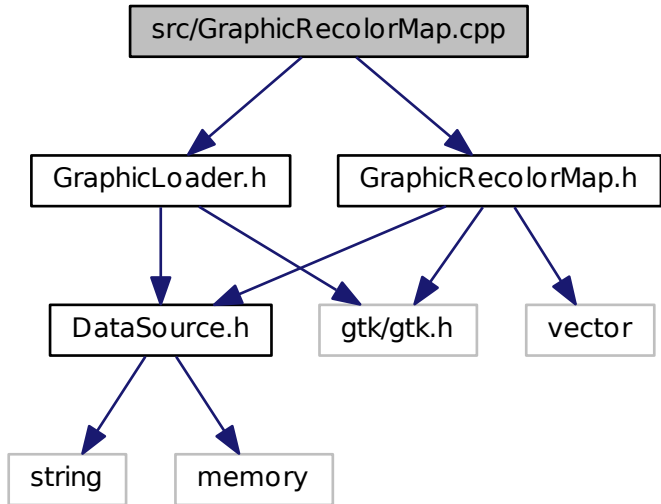 src/GraphicRecolorMap.cpp
GraphicLoader.h
GraphicRecolorMap.h
DataSource.h
gtk/gtk.h
vector
string
memory